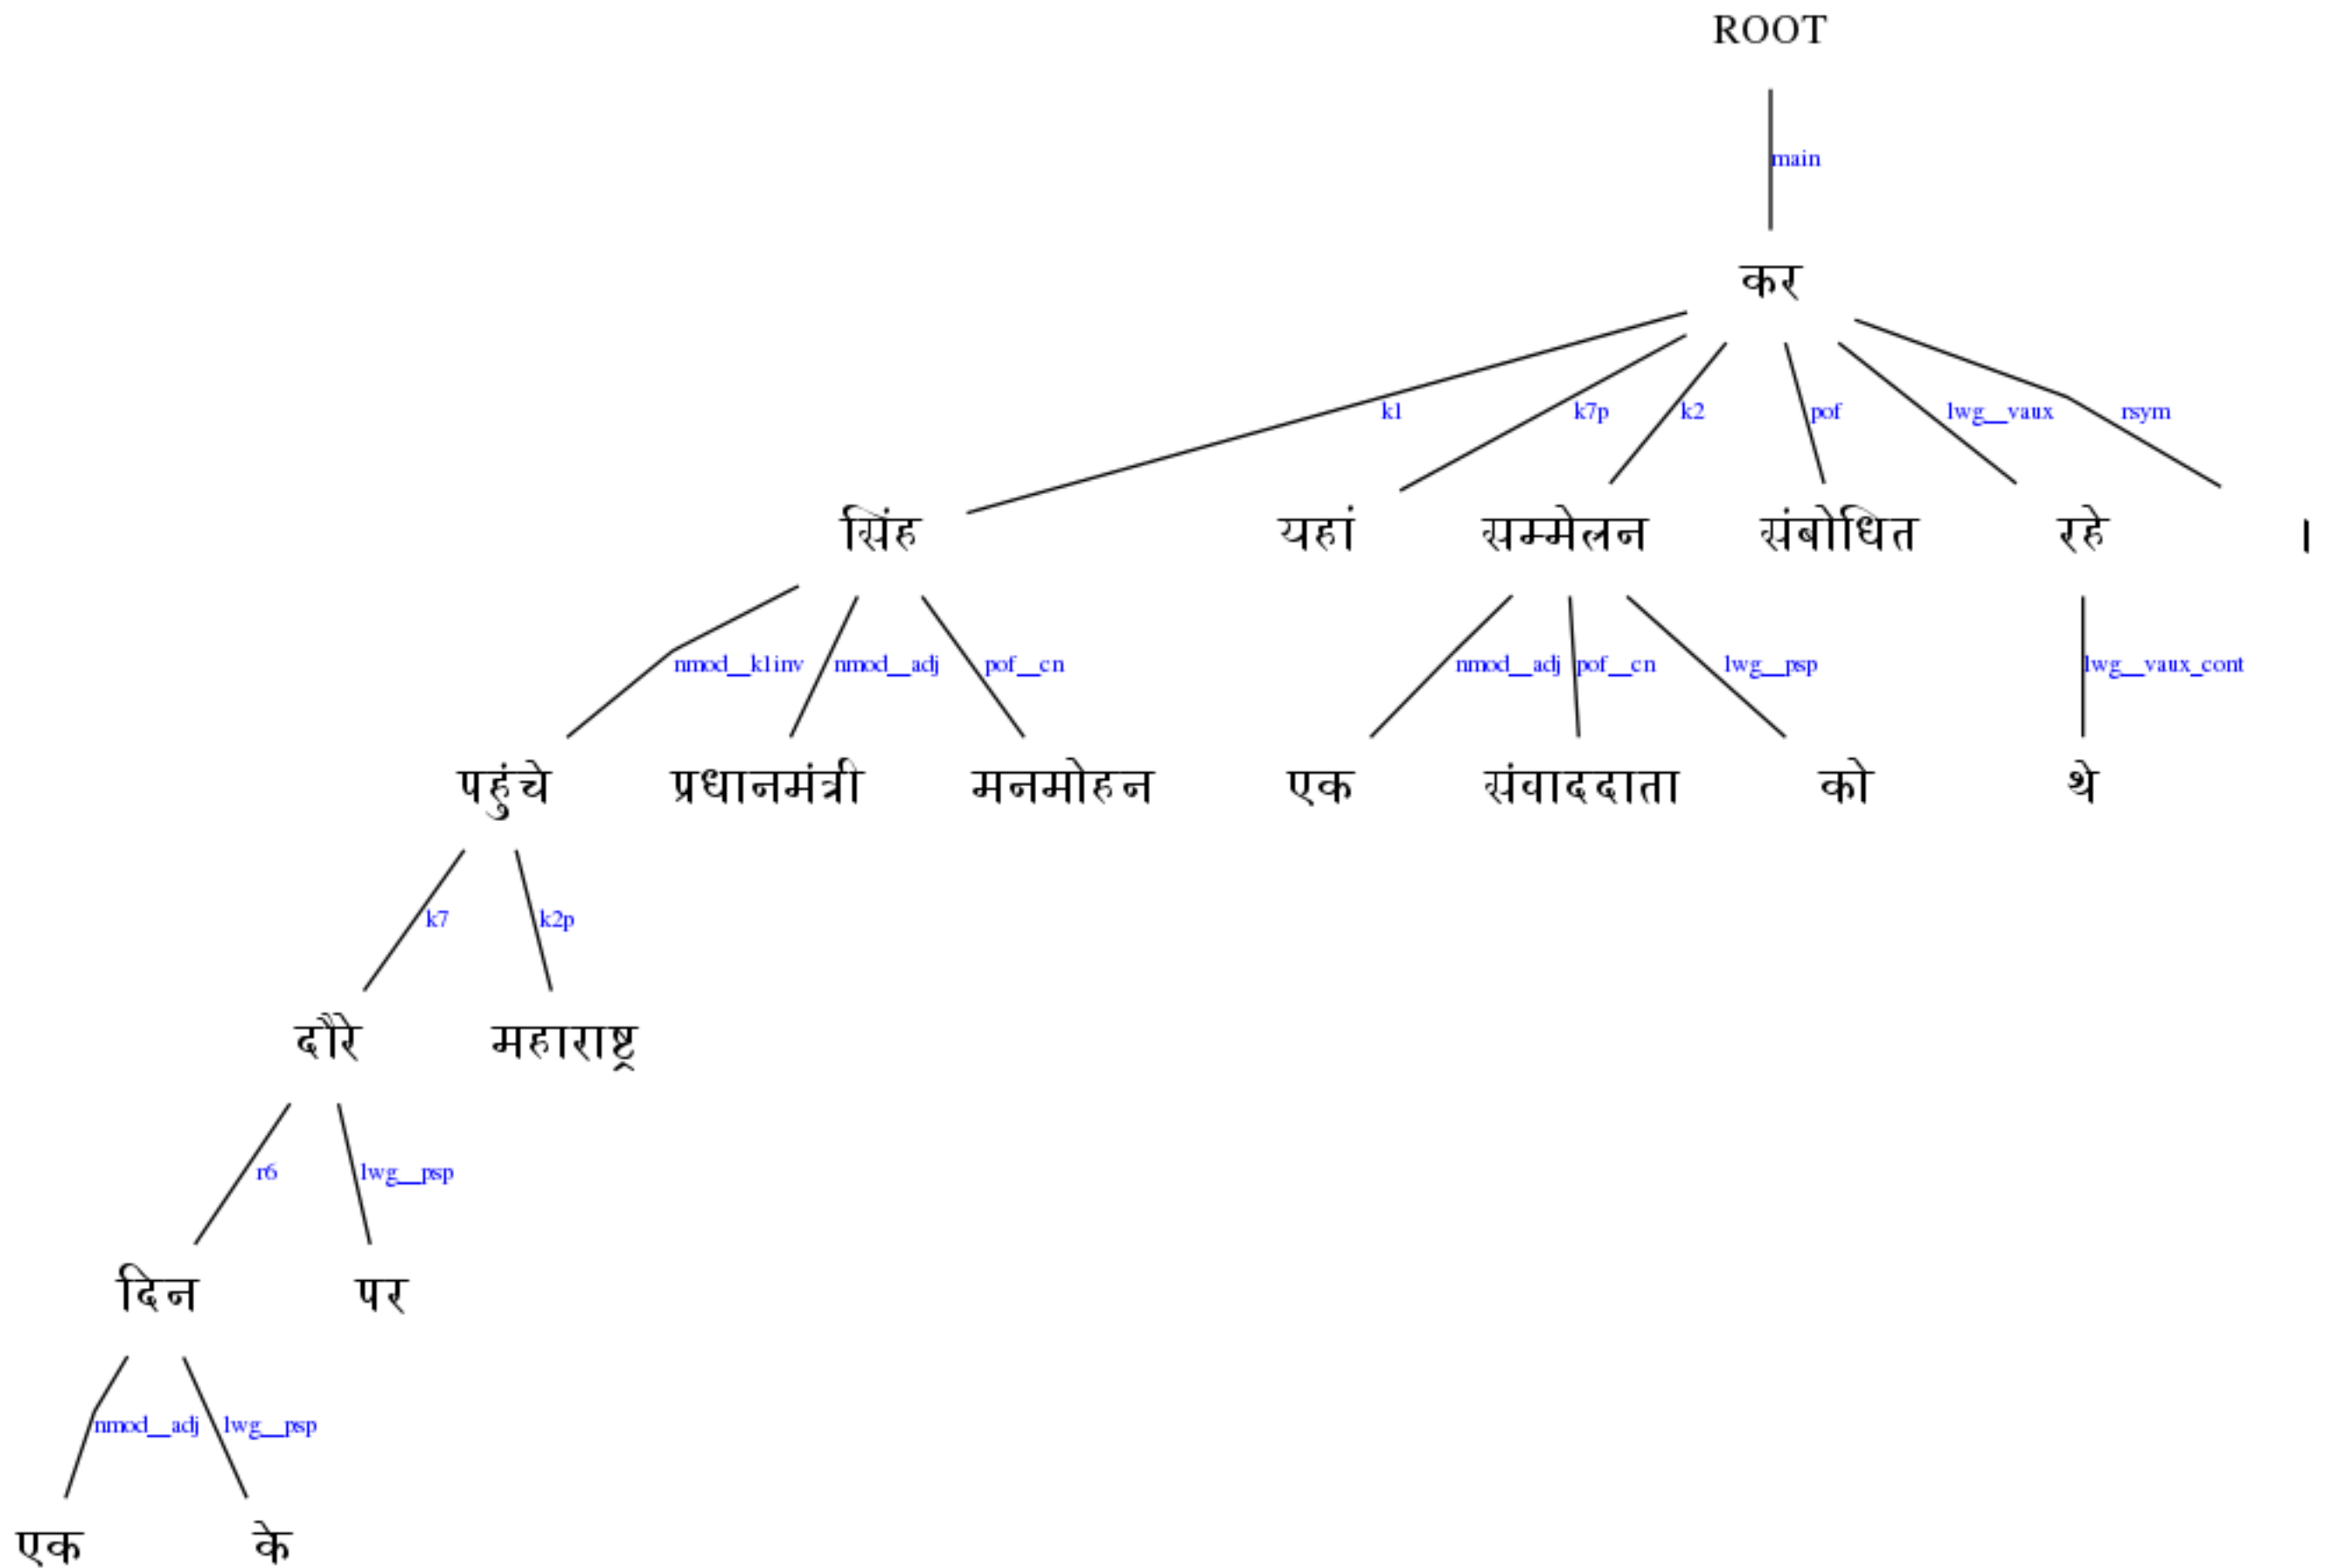 ROOT
main
कर
k1 k7p k2 pof lwg__vaux rsym
सिंह यहां सम्मेलन संबोधित रहे ।
nmod__k1inv nmod__adj pof__cn nmod__adj pof__cn lwg__psp lwg__vaux_cont
पहुंचे प्रधानमंत्री मनमोहन एक संवाददाता को थे
k7 k2p
दौरे महाराष्ट्र
r6 lwg__psp
दिन पर
nmod__adj lwg__psp
एक के